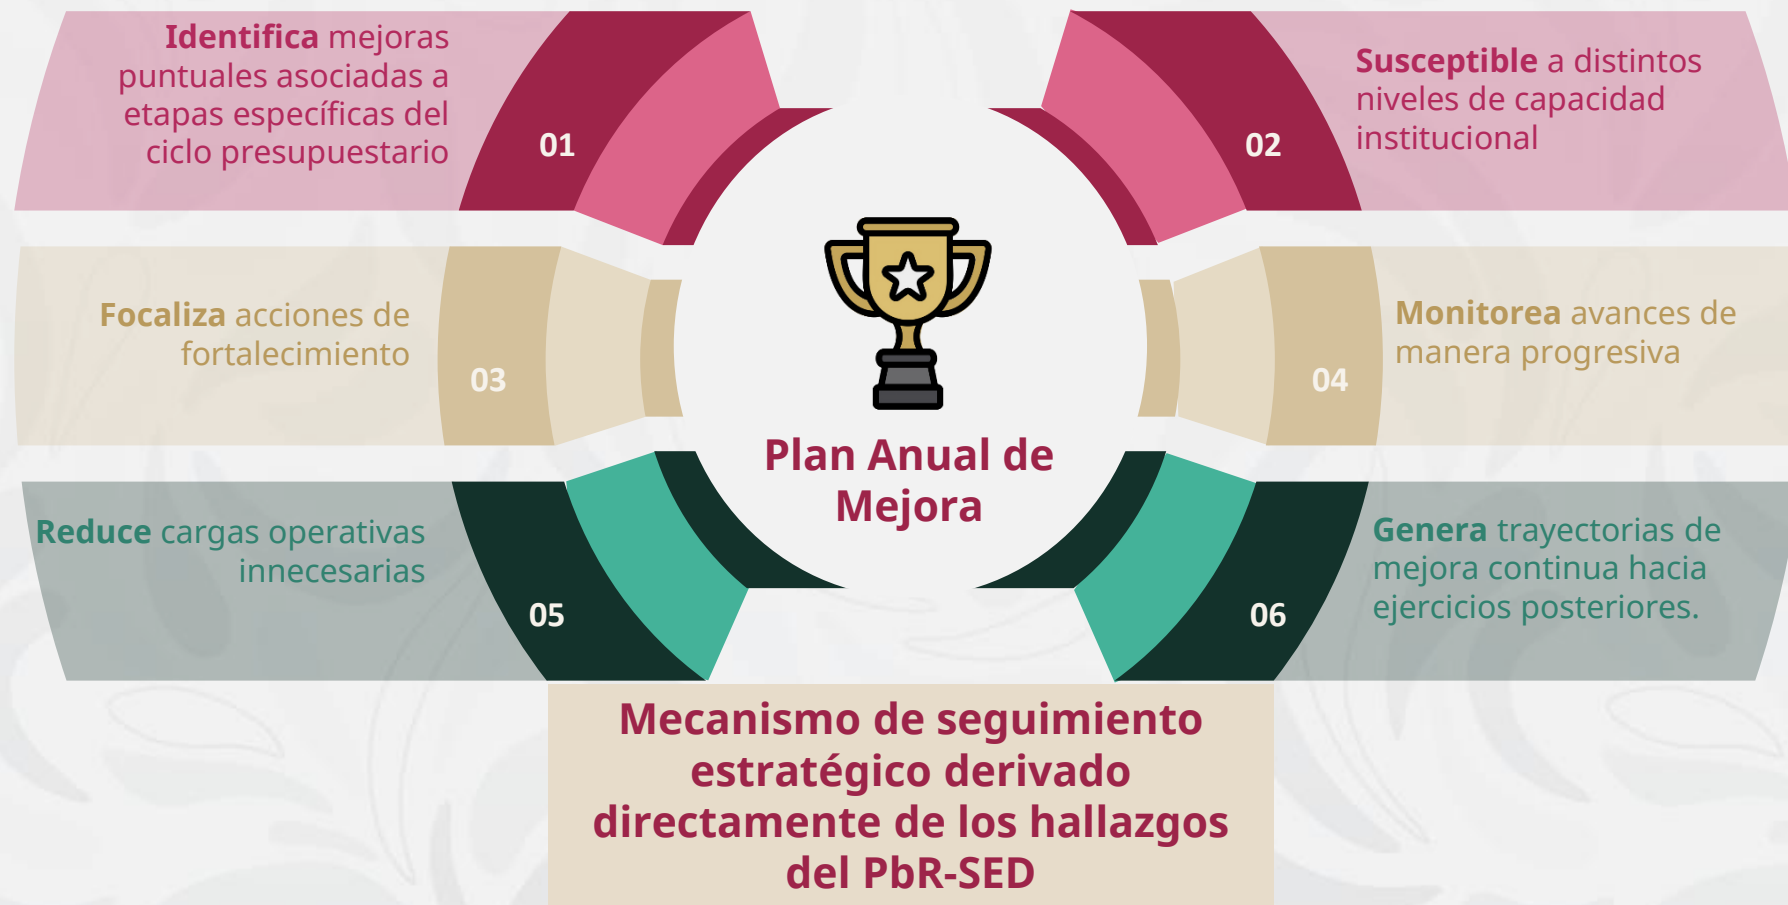 Identifica mejoras
puntuales asociadas a
etapas específicas del
ciclo presupuestario
01
02
Susceptible a distintos
niveles de capacidad
institucional
Focaliza acciones de
fortalecimiento
03
04
Monitorea avances de
manera progresiva
Plan Anual de
Mejora
Reduce cargas operativas
innecesarias
05
06
Genera trayectorias de
mejora continua hacia
ejercicios posteriores.
Mecanismo de seguimiento
estratégico derivado
directamente de los hallazgos
del PbR-SED